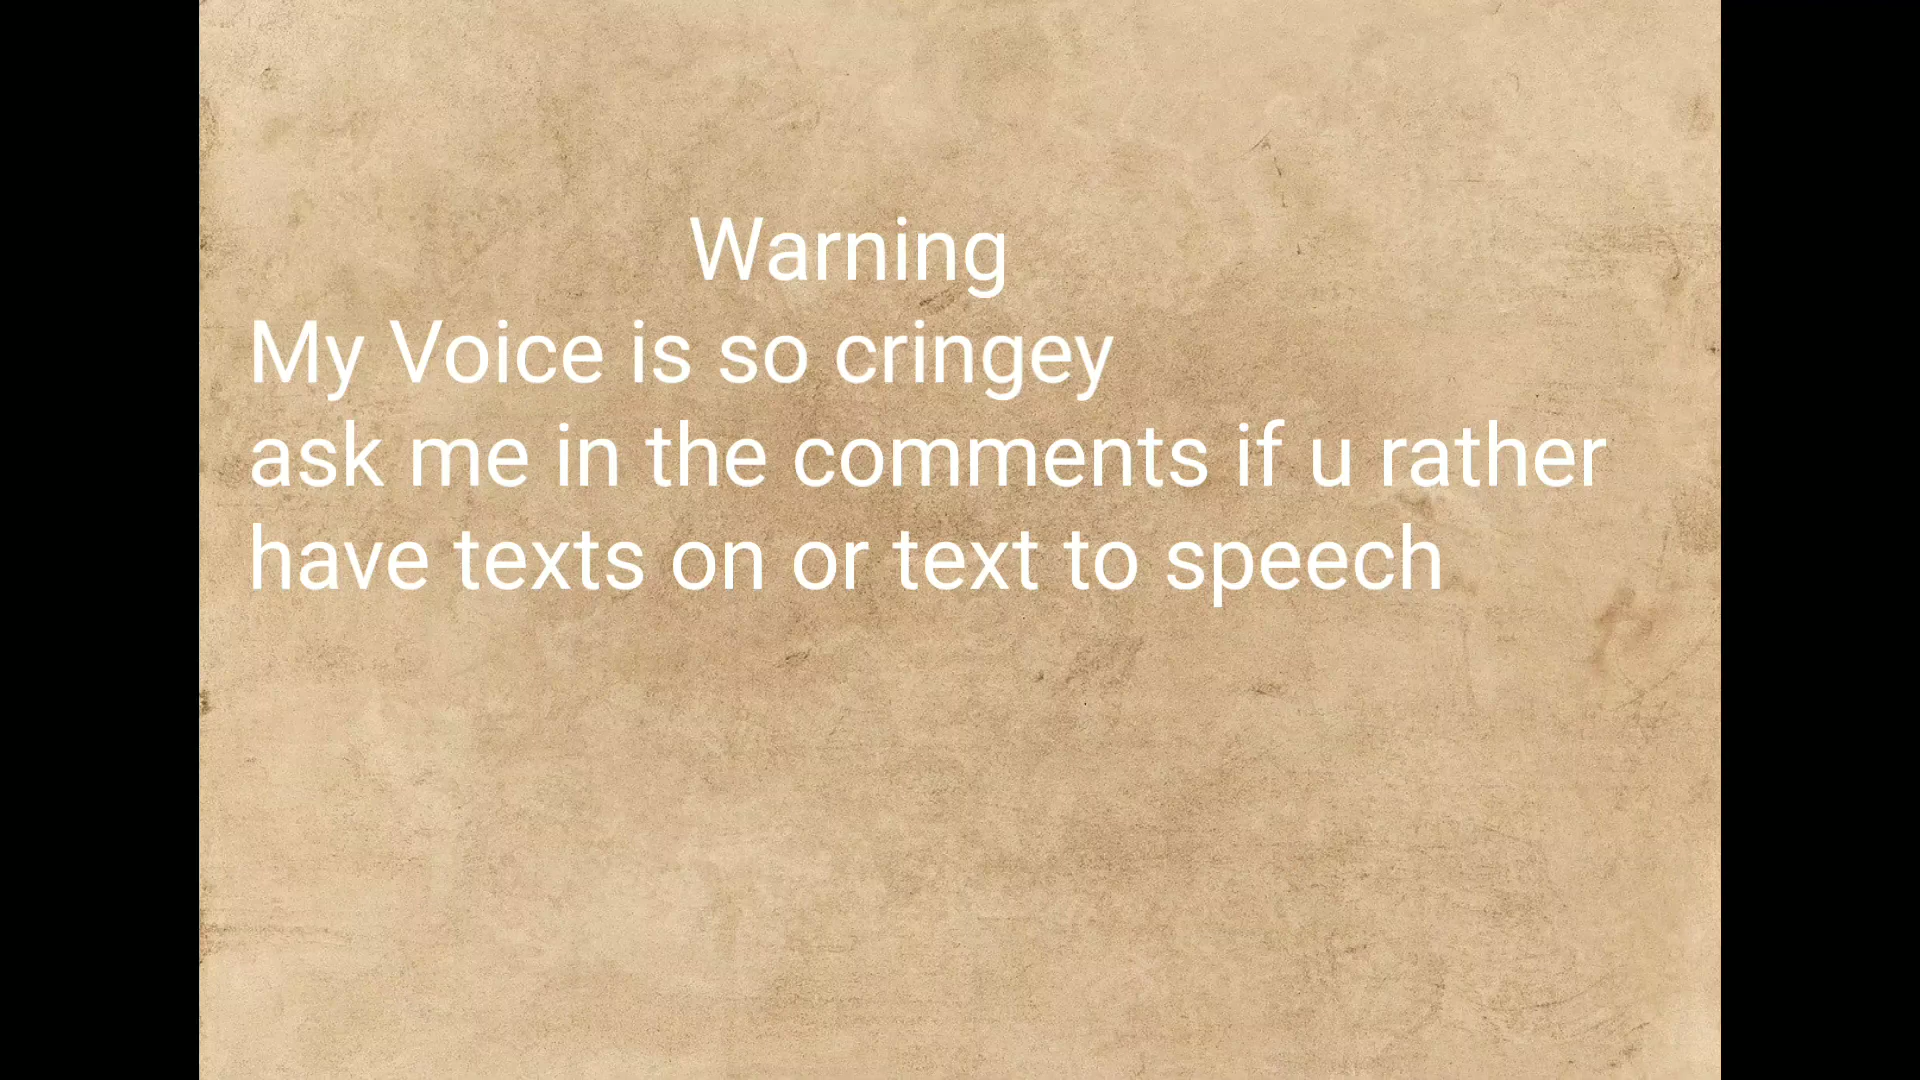 Warning
My Voice is so cringey
ask me in the comments if u rather
have texts on or text to speech